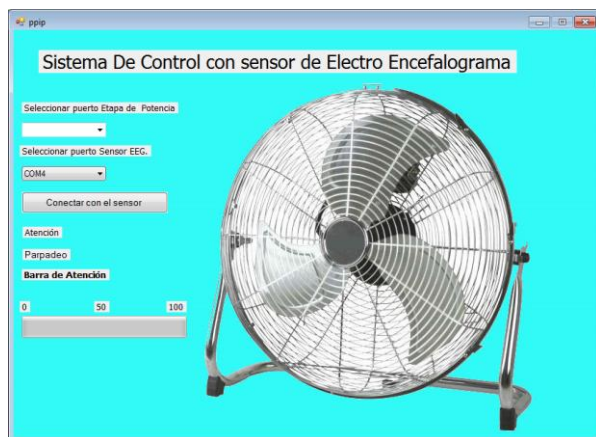 ppip
Sistema De Control con sensor de Electro Encefalograma
Seleccionar puerto Etapa de Potencia
Seleccionar puerto Sensor EEG.
COM4
Conectar con el sensor
Atención
Parpadeo
Barra de Atención
0 50 100